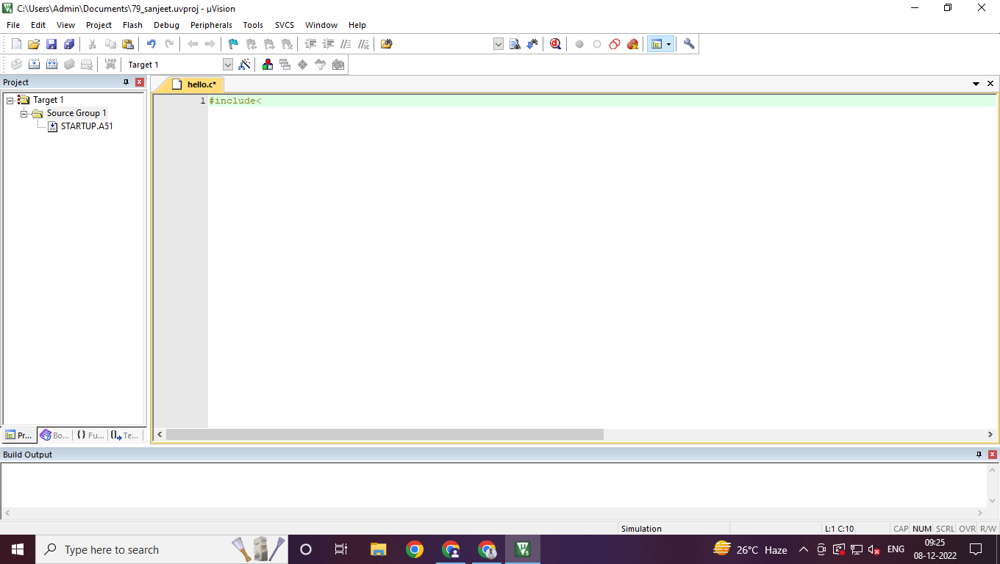 C:\Users\Admin\Documents\79_sanjeet.uvproj - µVision
File Edit View Project Flash Debug Peripherals Tools SVCS Window Help
LOAD Target 1
Project
hello.c*
Target 1
Source Group 1
STARTUP.A51
1 #include<
Pr... Bo... {} Fu... Te...
Build Output
Simulation L:1 C:10 CAP NUM SCRL OVR R/W
Type here to search 26°C Haze ENG 09:25
08-12-2022